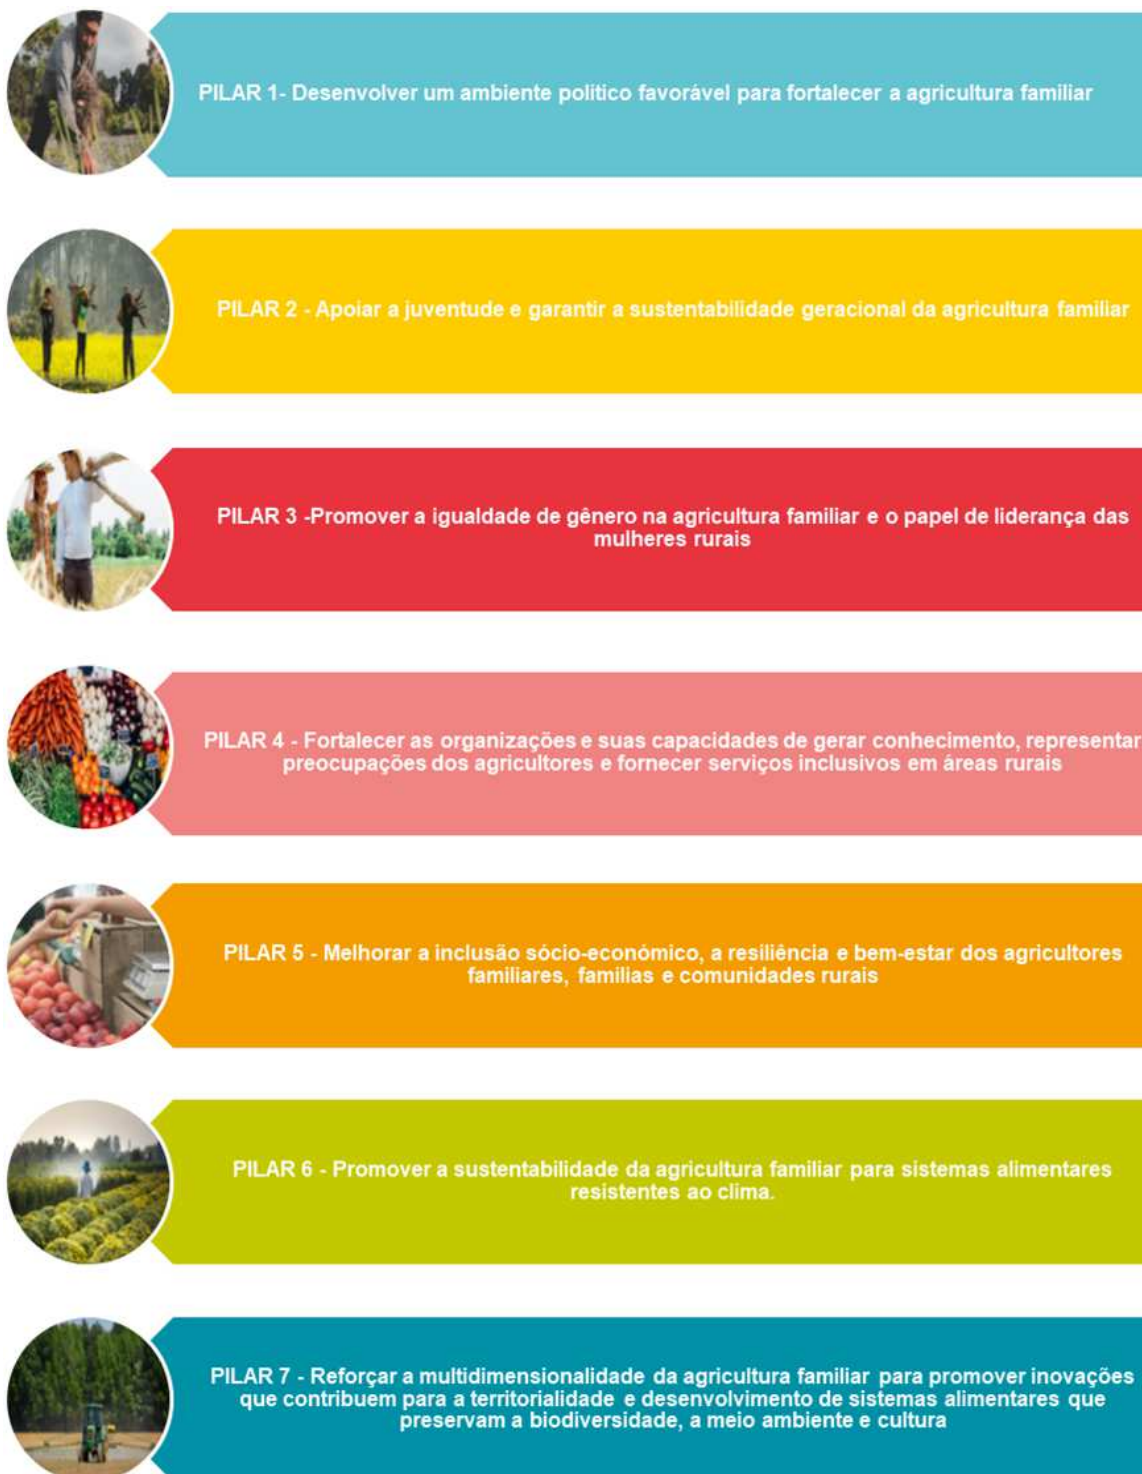 PILAR 1- Desenvolver um ambiente político favorável para fortalecer a agricultura familiar
PILAR 2 - Apoiar a juventude e garantir a sustentabilidade geracional da agricultura familiar
PILAR 3 -Promover a igualdade de gênero na agricultura familiar e o papel de liderança das
mulheres rurais
PILAR 4 - Fortalecer as organizações e suas capacidades de gerar conhecimento, representar
preocupações dos agricultores e fornecer serviços inclusivos em áreas rurais
PILAR 5 - Melhorar a inclusão sócio-económico, a resiliência e bem-estar dos agricultores
familiares, famílias e comunidades rurais
PILAR 6 - Promover a sustentabilidade da agricultura familiar para sistemas alimentares
resistentes ao clima.
PILAR 7 - Reforçar a multidimensionalidade da agricultura familiar para promover inovações
que contribuem para a territorialidade e desenvolvimento de sistemas alimentares que
preservam a biodiversidade, a meio ambiente e cultura